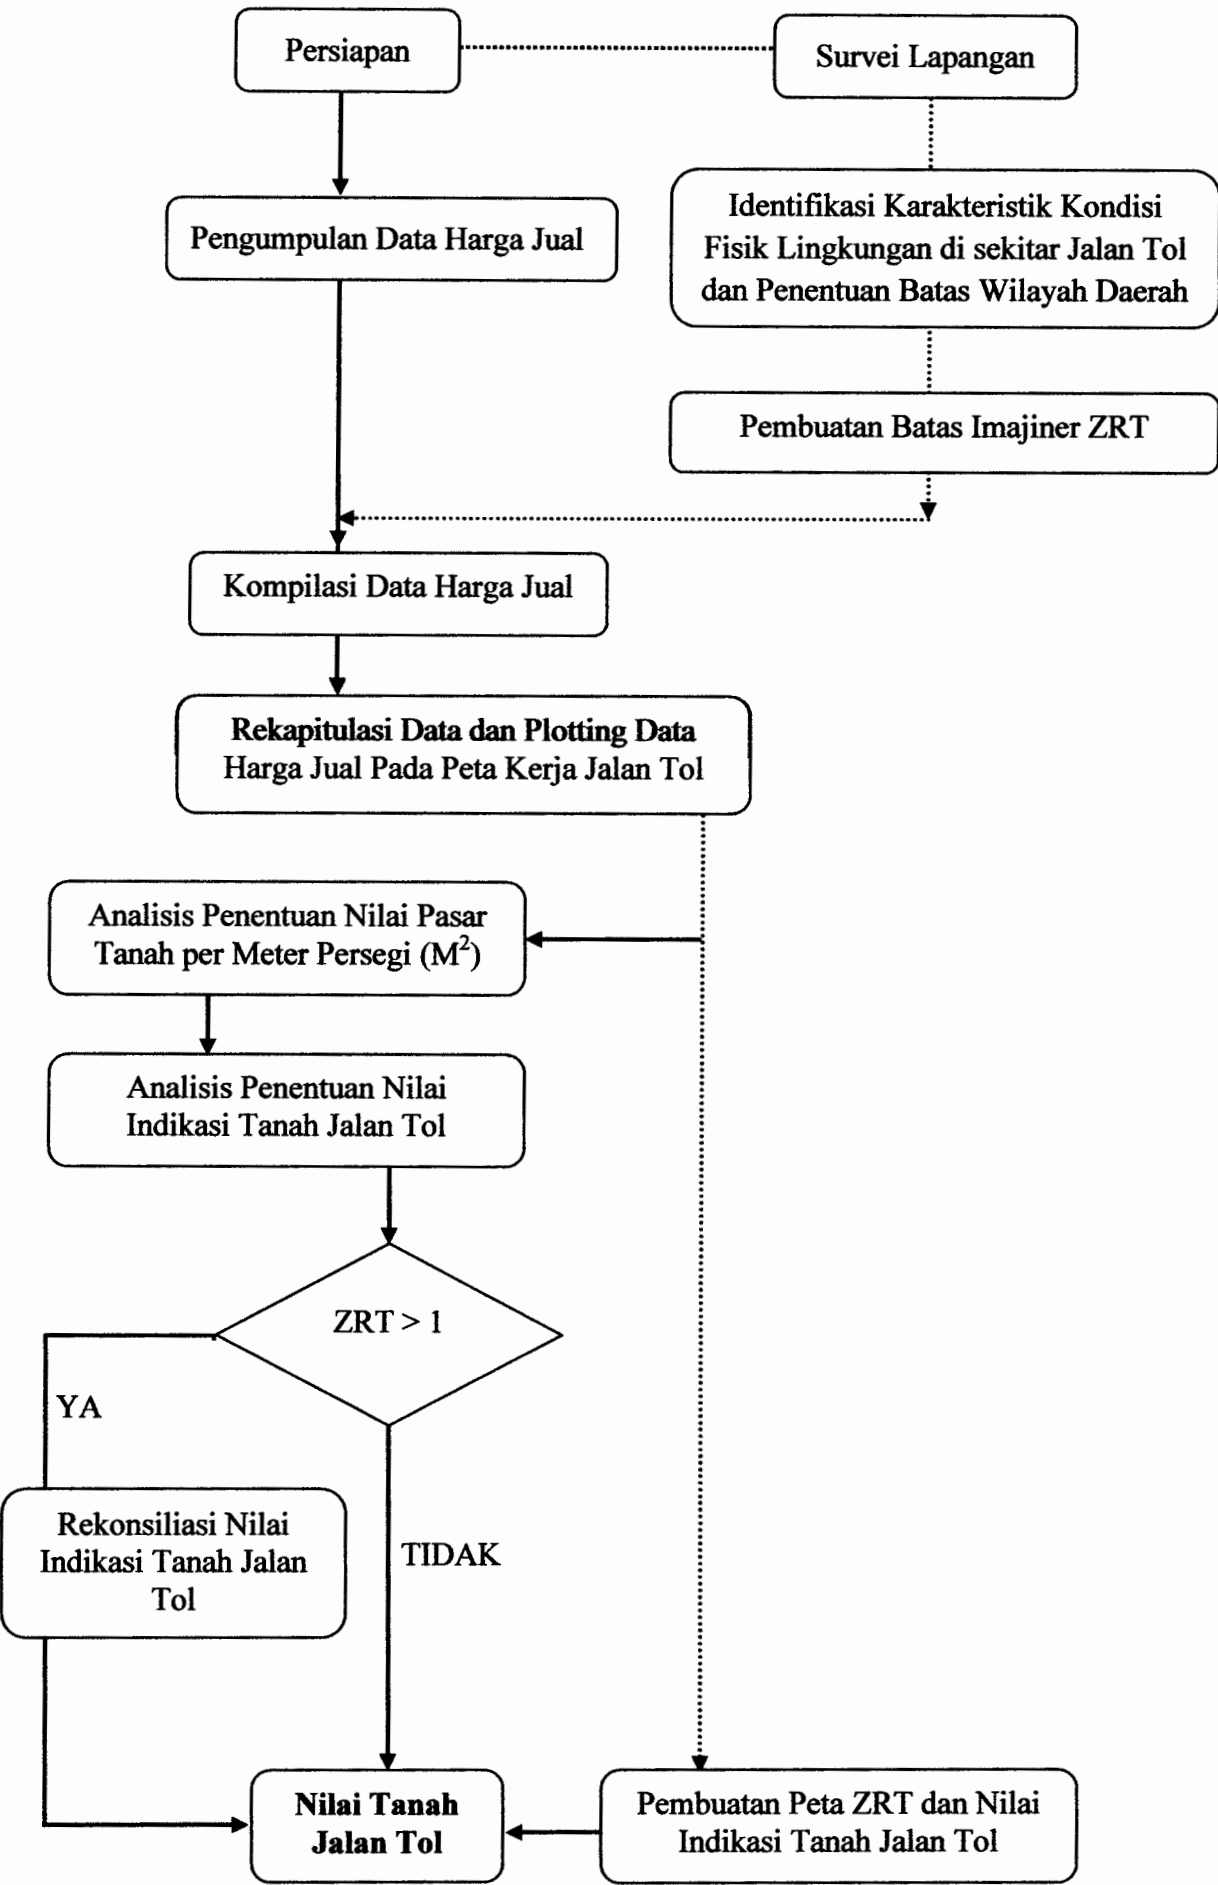 Persiapan
Survei Lapangan
Pengumpulan Data Harga Jual
Identifikasi Karakteristik Kondisi
Fisik Lingkungan di sekitar Jalan Tol
dan Penentuan Batas Wilayah Daerah
Pembuatan Batas Imajiner ZRT
Kompilasi Data Harga Jual
Rekapitulasi Data dan Plotting Data
Harga Jual Pada Peta Kerja Jalan Tol
Analisis Penentuan Nilai Pasar
Tanah per Meter Persegi (M²)
Analisis Penentuan Nilai
Indikasi Tanah Jalan Tol
ZRT > 1
YA
Rekonsiliasi Nilai
Indikasi Tanah Jalan
Tol
TIDAK
Nilai Tanah
Jalan Tol
Pembuatan Peta ZRT dan Nilai
Indikasi Tanah Jalan Tol